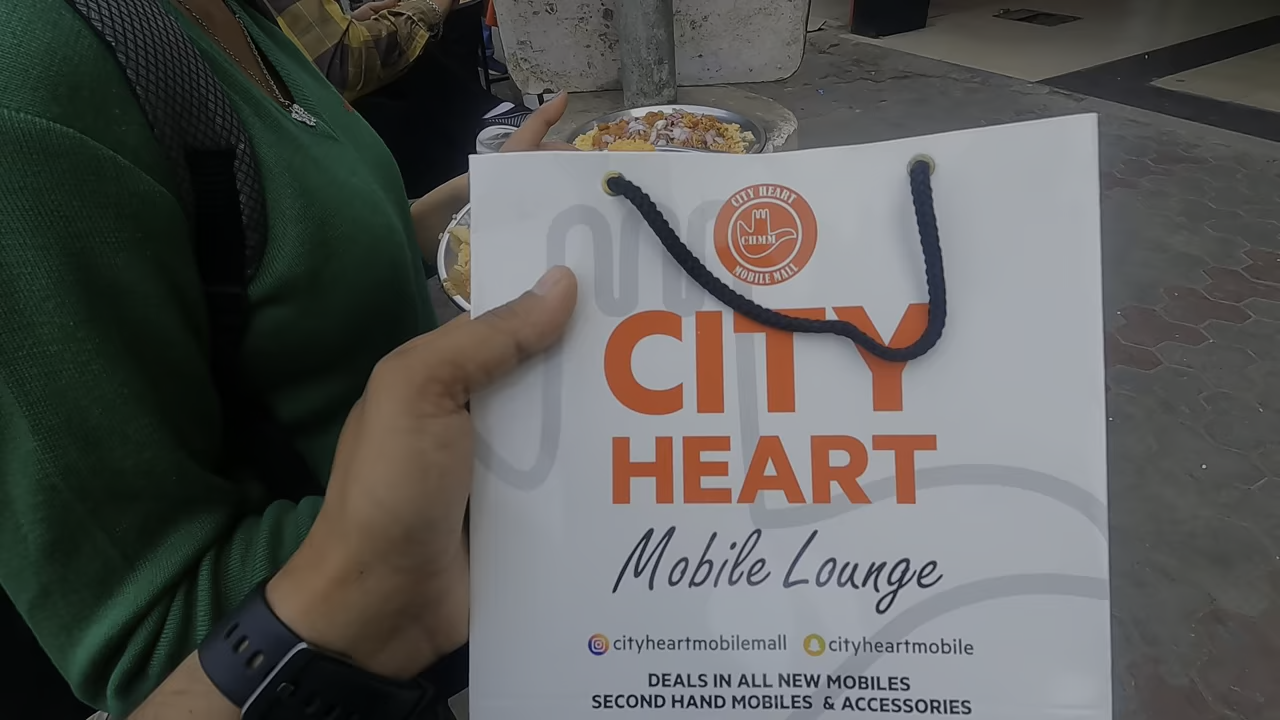 CITY HEART
CHMM
MOBILE MALL
CITY
HEART
Mobile Lounge
cityheartmobilemall cityheartmobile
DEALS IN ALL NEW MOBILES
SECOND HAND MOBILES & ACCESSORIES